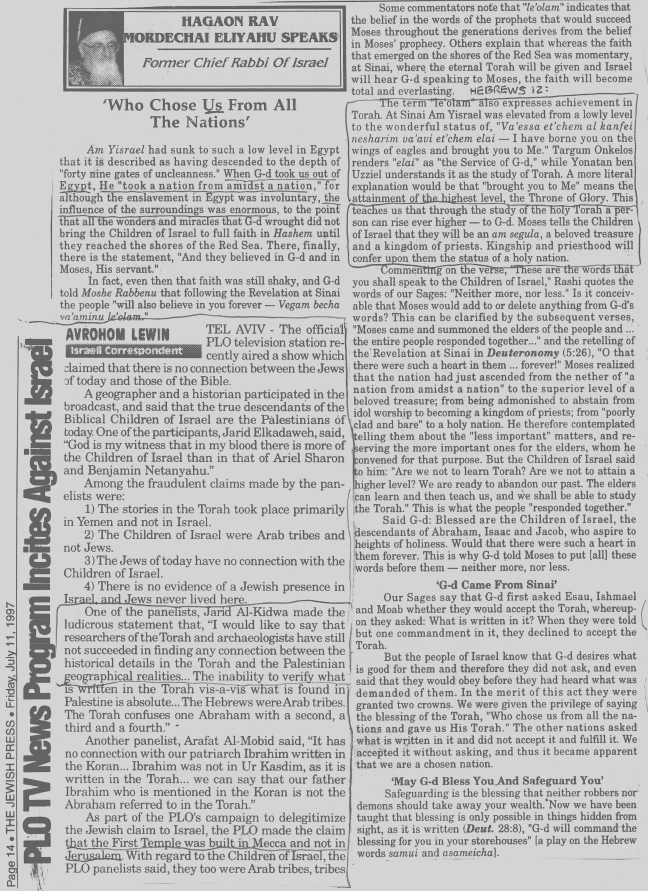 HAGAON RAV
MORDECHAI ELIYAHU SPEAKS
Former Chief Rabbi Of Israel
'Who Chose Us From All
The Nations'
Am Yisrael had sunk to such a low level in Egypt
that it is described as having descended to the depth of
"forty nine gates of uncleanness." When G-d took us out of
Egypt, He "took a nation from amidst a nation," for
although the enslavement in Egypt was involuntary, the
influence of the surroundings was enormous, to the point
that all the wonders and miracles that G-d wrought did not
bring the Children of Israel to full faith in Hashem until
they reached the shores of the Red Sea. There, finally,
there is the statement, "And they believed in G-d and in
Moses, His servant."
In fact, even then that faith was still shaky, and G-d
told Moshe Rabbenu that following the Revelation at Sinai
the people "will also believe in you forever — Vegam becha
va'aminu le'olam."
Some commentators note that "le'olam" indicates that
the belief in the words of the prophets that would succeed
Moses throughout the generations derives from the belief
in Moses' prophecy. Others explain that whereas the faith
that emerged on the shores of the Red Sea was momentary,
at Sinai, where the eternal Torah will be given and Israel
will hear G-d speaking to Moses, the faith will become
total and everlasting. HEBREWS 12:
The term "le'olam" also expresses achievement in
Torah. At Sinai Am Yisrael was elevated from a lowly level
to the wonderful status of, "Va'essa et'chem al kanfei
nesharim va'avi et'chem elai — I have borne you on the
wings of eagles and brought you to Me." Targum Onkelos
renders "elai" as "the Service of G-d," while Yonatan ben
Uzziel understands it as the study of Torah. A more literal
explanation would be that "brought you to Me" means the
attainment of the highest level, the Throne of Glory. This
teaches us that through the study of the holy Torah a per-
son can rise ever higher — to G-d. Moses tells the Children
of Israel that they will be an am segula, a beloved treasure
and a kingdom of priests. Kingship and priesthood will
confer upon them the status of a holy nation.
Commenting on the verse, "These are the words that
you shall speak to the Children of Israel," Rashi quotes the
words of our Sages: "Neither more, nor less." Is it conceiv-
able that Moses would add to or delete anything from G-d's
words? This can be clarified by the subsequent verses,
"Moses came and summoned the elders of the people and ...
the entire people responded together..." and the retelling of
the Revelation at Sinai in Deuteronomy (5:26), "O that
there were such a heart in them ... forever!" Moses realized
that the nation had just ascended from the nether of "a
nation from amidst a nation" to the superior level of a
beloved treasure; from being admonished to abstain from
idol worship to becoming a kingdom of priests; from "poorly
clad and bare" to a holy nation. He therefore contemplated
telling them about the "less important" matters, and re-
serving the more important ones for the elders, whom he
convened for that purpose. But the Children of Israel said
to him: "Are we not to learn Torah? Are we not to attain a
higher level? We are ready to abandon our past. The elders
can learn and then teach us, and we shall be able to study
the Torah." This is what the people "responded together."
Said G-d: Blessed are the Children of Israel, the
descendants of Abraham, Isaac and Jacob, who aspire to
heights of holiness. Would that there were such a heart in
them forever. This is why G-d told Moses to put [all] these
words before them — neither more, nor less.
'G-d Came From Sinai'
Our Sages say that G-d first asked Esau, Ishmael
and Moab whether they would accept the Torah, whereup-
on they asked: What is written in it? When they were told
but one commandment in it, they declined to accept the
Torah.
But the people of Israel know that G-d desires what
is good for them and therefore they did not ask, and even
said that they would obey before they had heard what was
demanded of them. In the merit of this act they were
granted two crowns. We were given the privilege of saying
the blessing of the Torah, "Who chose us from all the na-
tions and gave us His Torah." The other nations asked
what is written in it and did not accept it and fulfill it. We
accepted it without asking, and thus it became apparent
that we are a chosen nation.
'May G-d Bless You And Safeguard You'
Safeguarding is the blessing that neither robbers nor
demons should take away your wealth. Now we have been
taught that blessing is only possible in things hidden from
sight, as it is written (Deut. 28:8), "G-d will command the
blessing for you in your storehouses" [a play on the Hebrew
words samui and asameicha].
Page 14 • THE JEWISH PRESS • Friday, July 11, 1997
PLO TV News Program Incites Against Israel
AVROHOM LEWIN
Israeli Correspondent
TEL AVIV - The official
PLO television station re-
cently aired a show which
claimed that there is no connection between the Jews
of today and those of the Bible.
A geographer and a historian participated in the
broadcast, and said that the true descendants of the
Biblical Children of Israel are the Palestinians of
today. One of the participants, Jarid Elkadaweh, said,
"God is my witness that in my blood there is more of
the Children of Israel than in that of Ariel Sharon
and Benjamin Netanyahu."
Among the fraudulent claims made by the pan-
elists were:
1) The stories in the Torah took place primarily
in Yemen and not in Israel.
2) The Children of Israel were Arab tribes and
not Jews.
3) The Jews of today have no connection with the
Children of Israel.
4) There is no evidence of a Jewish presence in
Israel, and Jews never lived here.
One of the panelists, Jarid Al-Kidwa made the
ludicrous statement that, "I would like to say that
researchers of the Torah and archaeologists have still
not succeeded in finding any connection between the
historical details in the Torah and the Palestinian
geographical realities... The inability to verify what
is written in the Torah vis-a-vis what is found in
Palestine is absolute... The Hebrews were Arab tribes.
The Torah confuses one Abraham with a second, a
third and a fourth."
Another panelist, Arafat Al-Mobid said, "It has
no connection with our patriarch Ibrahim written in
the Koran... Ibrahim was not in Ur Kasdim, as it is
written in the Torah... we can say that our father
Ibrahim who is mentioned in the Koran is not the
Abraham referred to in the Torah."
As part of the PLO's campaign to delegitimize
the Jewish claim to Israel, the PLO made the claim
that the First Temple was built in Mecca and not in
Jerusalem. With regard to the Children of Israel, the
PLO panelists said, they too were Arab tribes, tribes